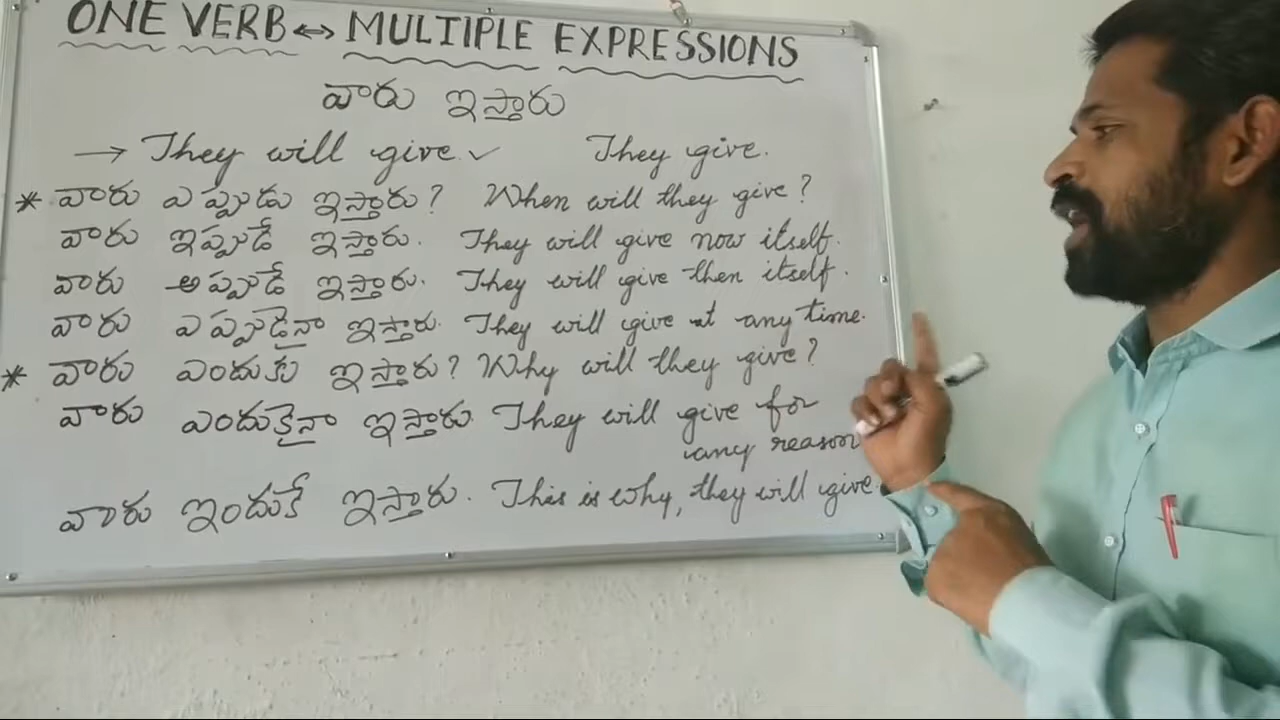 ONE VERB ↔ MULTIPLE EXPRESSIONS
వారు ఇస్తారు
→ They will give. ✓ They give.
* వారు ఎప్పుడు ఇస్తారు? When will they give?
వారు ఇప్పుడే ఇస్తారు. They will give now itself.
వారు అప్పుడే ఇస్తారు. They will give then itself.
వారు ఎప్పుడైనా ఇస్తారు. They will give at any time.
* వారు ఎందుకు ఇస్తారు? Why will they give?
వారు ఎందుకైనా ఇస్తారు. They will give for
any reason
వారు ఇందుకే ఇస్తారు. This is why, they will give.